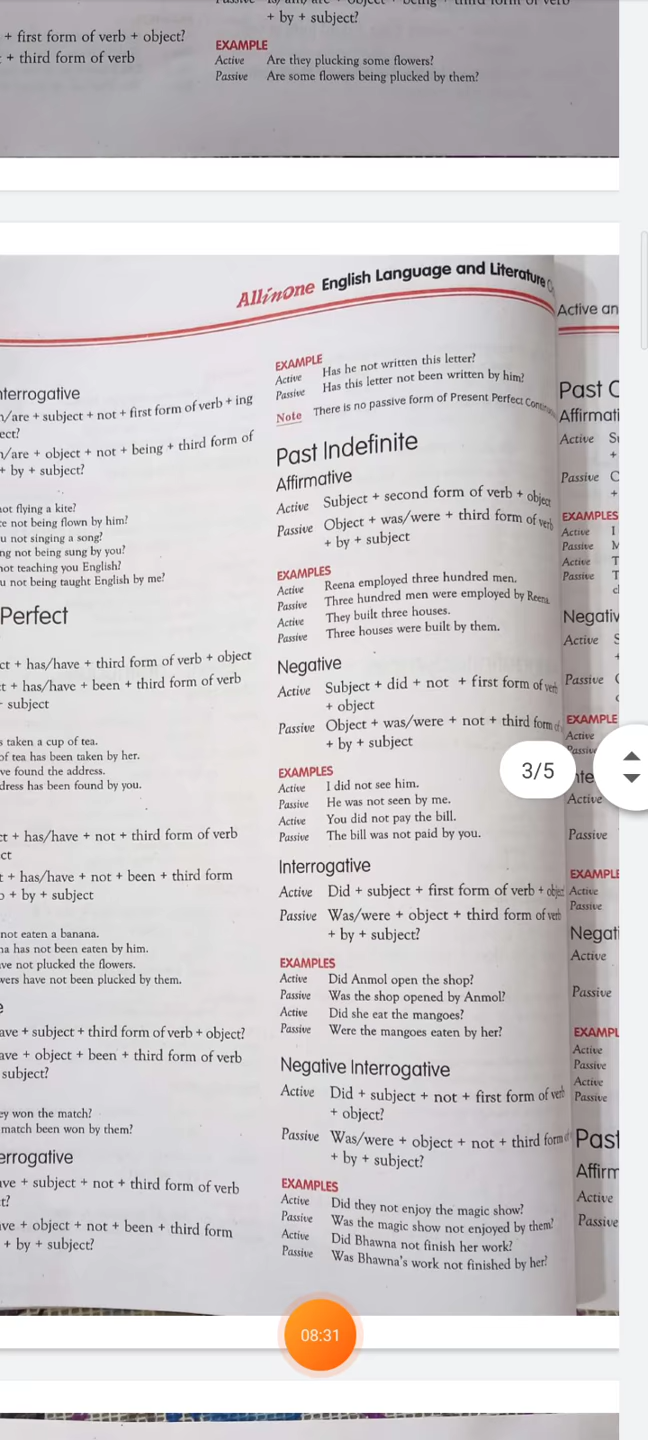 + by + subject?
+ first form of verb + object?
+ third form of verb
EXAMPLE
Active Are they plucking some flowers?
Passive Are some flowers being plucked by them?
All in One English Language and Literature
nterrogative
/are + subject + not + first form of verb + ing
ect?
/are + object + not + being + third form of
+ by + subject?
ot flying a kite?
e not being flown by him?
u not singing a song?
ng not being sung by you?
not teaching you English?
u not being taught English by me?
Perfect
ct + has/have + third form of verb + object
t + has/have + been + third form of verb
subject
s taken a cup of tea.
of tea has been taken by her.
ve found the address.
dress has been found by you.
ct + has/have + not + third form of verb
ct
t + has/have + not + been + third form
+ by + subject
not eaten a banana.
na has not been eaten by him.
ve not plucked the flowers.
wers have not been plucked by them.
ave + subject + third form of verb + object?
ave + object + been + third form of verb
subject?
ey won the match?
match been won by them?
errogative
ave + subject + not + third form of verb
t?
ve + object + not + been + third form
+ by + subject?
EXAMPLE
Active Has he not written this letter?
Passive Has this letter not been written by him?
Note There is no passive form of Present Perfect
Past Indefinite
Affirmative
Active Subject + second form of verb + object
Passive Object + was/were + third form of verb
+ by + subject
EXAMPLES
Active Reena employed three hundred men.
Passive Three hundred men were employed by Reena.
Active They built three houses.
Passive Three houses were built by them.
Negative
Active Subject + did + not + first form of verb
+ object
Passive Object + was/were + not + third form
+ by + subject
EXAMPLES
Active I did not see him.
Passive He was not seen by me.
Active You did not pay the bill.
Passive The bill was not paid by you.
Interrogative
Active Did + subject + first form of verb + object
Passive Was/were + object + third form of verb
+ by + subject?
EXAMPLES
Active Did Anmol open the shop?
Passive Was the shop opened by Anmol?
Active Did she eat the mangoes?
Passive Were the mangoes eaten by her?
Negative Interrogative
Active Did + subject + not + first form of verb
+ object?
Passive Was/were + object + not + third form
+ by + subject?
EXAMPLES
Active Did they not enjoy the magic show?
Passive Was the magic show not enjoyed by them?
Active Did Bhawna not finish her work?
Passive Was Bhawna's work not finished by her?
Active an
Past C
Affirmati
Active S
+
Passive C
+
EXAMPLES
Active I
Passive M
Active T
Passive T
Negativ
Active S
Passive
EXAMPLE
Active
Passive
nte
Active
Passive
EXAMPLE
Active
Passive
Negati
Active
Passive
EXAMPL
Active
Passive
Active
Passive
Past
Affirm
Active
Passive
3/5
08:31